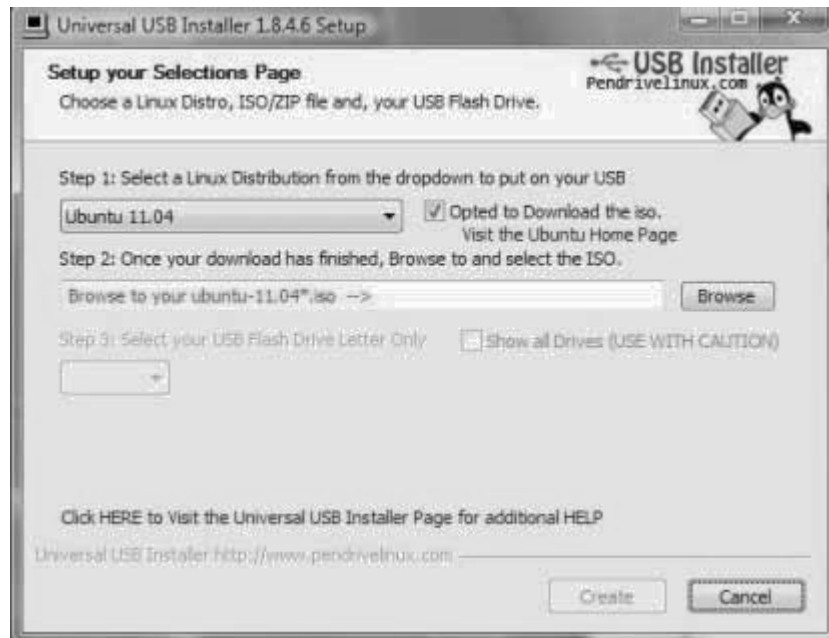 Universal USB Installer 1.8.4.6 Setup
Setup your Selections Page
Choose a Linux Distro, ISO/ZIP file and, your USB Flash Drive.
USB Installer
Pendrivelinux.com
Step 1: Select a Linux Distribution from the dropdown to put on your USB
Ubuntu 11.04
Opted to Download the iso.
Visit the Ubuntu Home Page
Step 2: Once your download has finished, Browse to and select the ISO.
Browse to your ubuntu-11.04*.iso -->
Browse
Step 3: Select your USB Flash Drive Letter Only
Show all Drives (USE WITH CAUTION)
Click HERE to Visit the Universal USB Installer Page for additional HELP
Universal USB Installer http://www.pendrivelinux.com
Create
Cancel